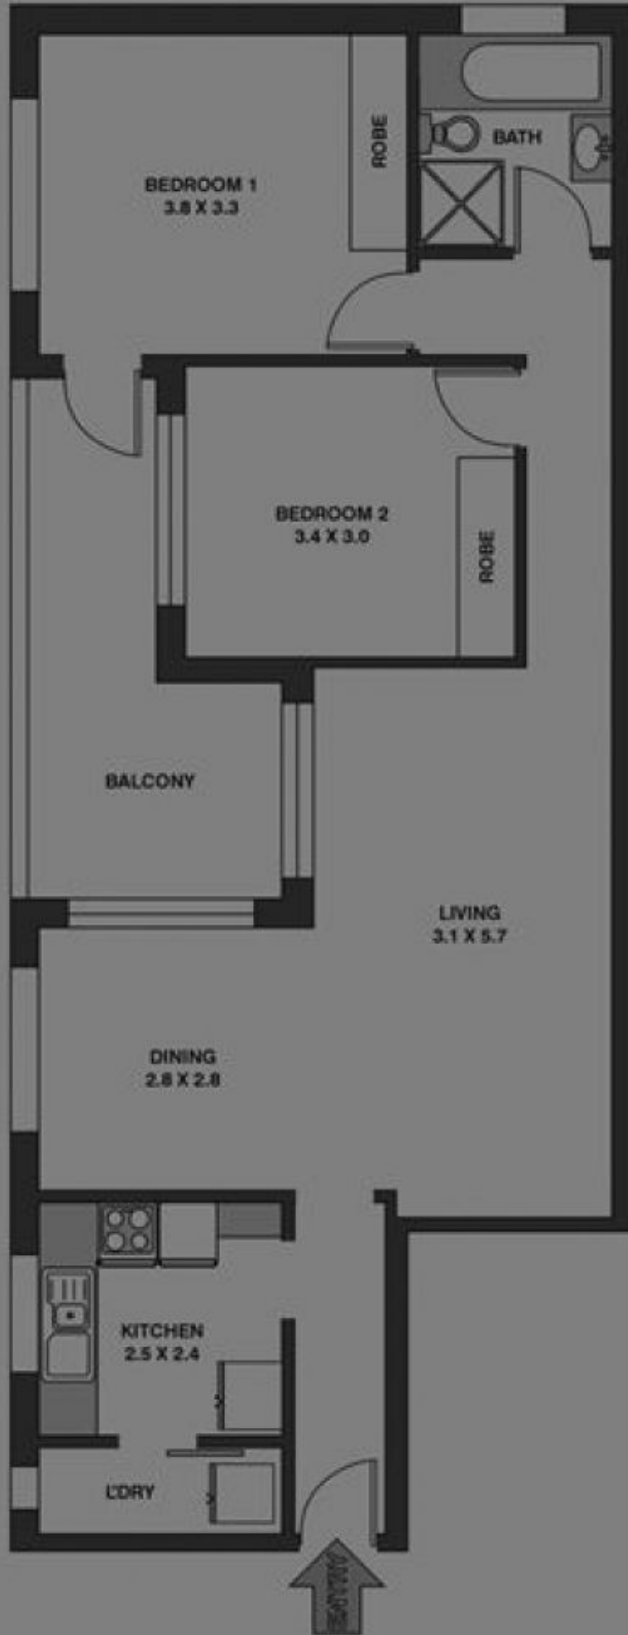 ROBE
BATH
BEDROOM 1
3.8 X 3.3
BEDROOM 2
3.4 X 3.0
ROBE
BALCONY
LIVING
3.1 X 5.7
DINING
2.8 X 2.8
KITCHEN
2.5 X 2.4
L'DRY
ENTRY